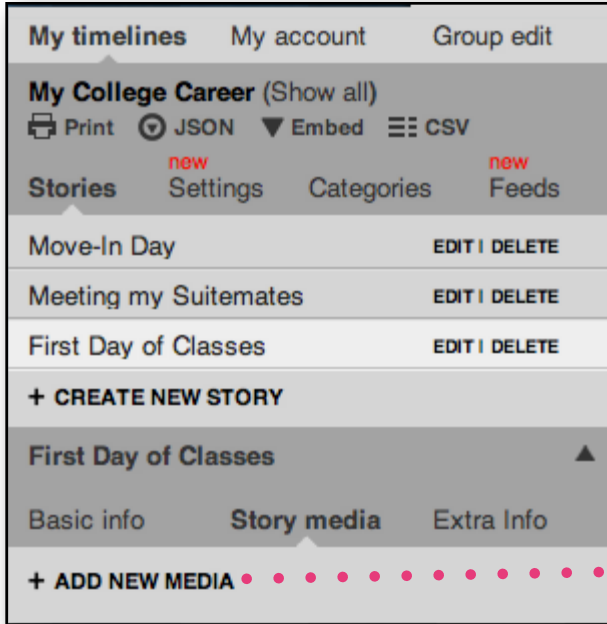 My timelines My account Group edit
My College Career (Show all)
Print JSON Embed CSV
new new
Stories Settings Categories Feeds
Move-In Day EDIT | DELETE
Meeting my Suitemates EDIT | DELETE
First Day of Classes EDIT | DELETE
+ CREATE NEW STORY
First Day of Classes
Basic info Story media Extra Info
+ ADD NEW MEDIA